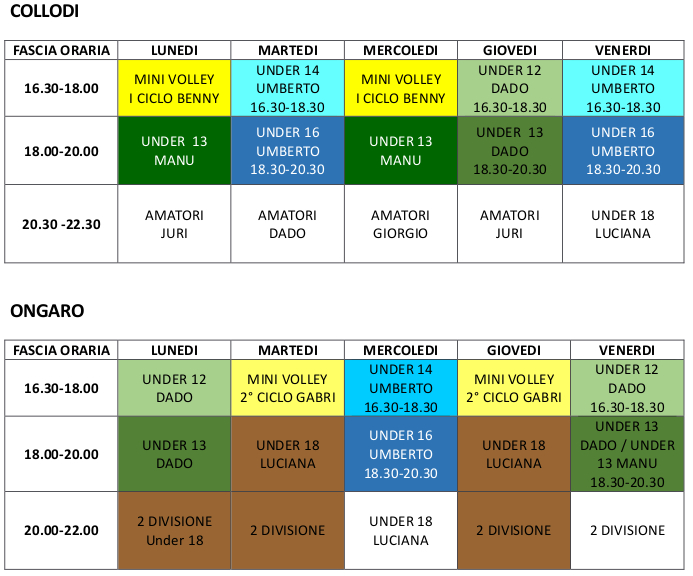 COLLODI
FASCIA ORARIA LUNEDI MARTEDI MERCOLEDI GIOVEDI VENERDI
16.30-18.00
MINI VOLLEY
I CICLO BENNY
UNDER 14
UMBERTO
16.30-18.30
MINI VOLLEY
I CICLO BENNY
UNDER 12
DADO
16.30-18.30
UNDER 14
UMBERTO
16.30-18.30
18.00-20.00
UNDER 13
MANU
UNDER 16
UMBERTO
18.30-20.30
UNDER 13
MANU
UNDER 13
DADO
18.30-20.30
UNDER 16
UMBERTO
18.30-20.30
20.30 -22.30
AMATORI
JURI
AMATORI
DADO
AMATORI
GIORGIO
AMATORI
JURI
UNDER 18
LUCIANA
ONGARO
FASCIA ORARIA LUNEDI MARTEDI MERCOLEDI GIOVEDI VENERDI
16.30-18.00
UNDER 12
DADO
MINI VOLLEY
2° CICLO GABRI
UNDER 14
UMBERTO
16.30-18.30
MINI VOLLEY
2° CICLO GABRI
UNDER 12
DADO
16.30-18.30
18.00-20.00
UNDER 13
DADO
UNDER 18
LUCIANA
UNDER 16
UMBERTO
18.30-20.30
UNDER 18
LUCIANA
UNDER 13
DADO / UNDER
13 MANU
18.30-20.30
20.00-22.00
2 DIVISIONE
Under 18
2 DIVISIONE
UNDER 18
LUCIANA
2 DIVISIONE
2 DIVISIONE